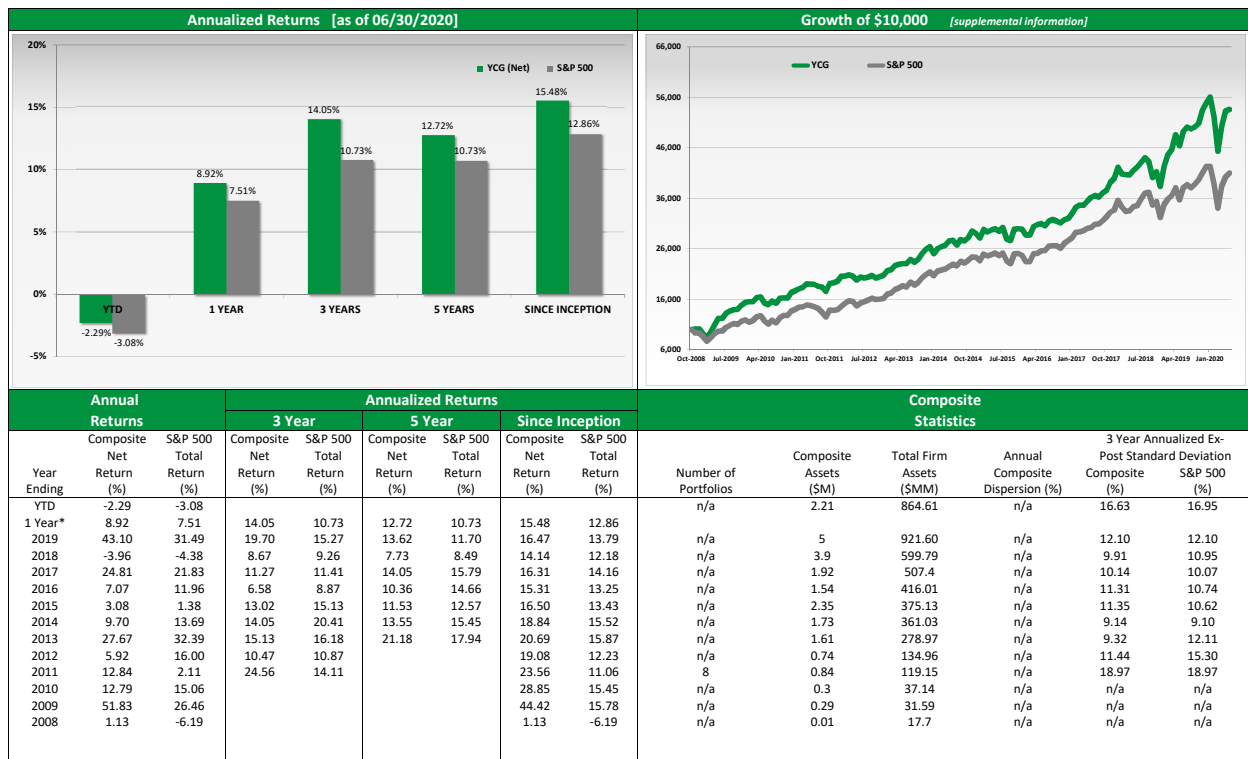 Annualized Returns [as of 06/30/2020]
Growth of $10,000 [supplemental information]
20%
15%
10%
5%
0%
-5%
YCG (Net) S&P 500
-2.29%
-3.08%
8.92%
7.51%
14.05%
10.73%
12.72%
10.73%
15.48%
12.86%
YTD 1 YEAR 3 YEARS 5 YEARS SINCE INCEPTION
66,000
56,000
46,000
36,000
26,000
16,000
6,000
YCG S&P 500
Oct-2008 Jul-2009 Apr-2010 Jan-2011 Oct-2011 Jul-2012 Apr-2013 Jan-2014 Oct-2014 Jul-2015 Apr-2016 Jan-2017 Oct-2017 Jul-2018 Apr-2019 Jan-2020
Annual Annualized Returns Composite
Returns 3 Year 5 Year Since Inception Statistics
Composite S&P 500 Composite S&P 500 Composite S&P 500 Composite S&P 500 3 Year Annualized Ex-
Net Total Net Total Net Total Net Total Composite Total Firm Annual Post Standard Deviation
Year Return Return Return Return Return Return Return Return Number of Assets Assets Composite Composite S&P 500
Ending (%) (%) (%) (%) (%) (%) (%) (%) Portfolios ($M) ($MM) Dispersion (%) (%) (%)
YTD -2.29 -3.08 n/a 2.21 864.61 n/a 16.63 16.95
1 Year* 8.92 7.51 14.05 10.73 12.72 10.73 15.48 12.86
2019 43.10 31.49 19.70 15.27 13.62 11.70 16.47 13.79 n/a 5 921.60 n/a 12.10 12.10
2018 -3.96 -4.38 8.67 9.26 7.73 8.49 14.14 12.18 n/a 3.9 599.79 n/a 9.91 10.95
2017 24.81 21.83 11.27 11.41 14.05 15.79 16.31 14.16 n/a 1.92 507.4 n/a 10.14 10.07
2016 7.07 11.96 6.58 8.87 10.36 14.66 15.31 13.25 n/a 1.54 416.01 n/a 11.31 10.74
2015 3.08 1.38 13.02 15.13 11.53 12.57 16.50 13.43 n/a 2.35 375.13 n/a 11.35 10.62
2014 9.70 13.69 14.05 20.41 13.55 15.45 18.84 15.52 n/a 1.73 361.03 n/a 9.14 9.10
2013 27.67 32.39 15.13 16.18 21.18 17.94 20.69 15.87 n/a 1.61 278.97 n/a 9.32 12.11
2012 5.92 16.00 10.47 10.87 19.08 12.23 n/a 0.74 134.96 n/a 11.44 15.30
2011 12.84 2.11 24.56 14.11 23.56 11.06 8 0.84 119.15 n/a 18.97 18.97
2010 12.79 15.06 28.85 15.45 n/a 0.3 37.14 n/a n/a n/a
2009 51.83 26.46 44.42 15.78 n/a 0.29 31.59 n/a n/a n/a
2008 1.13 -6.19 1.13 -6.19 n/a 0.01 17.7 n/a n/a n/a